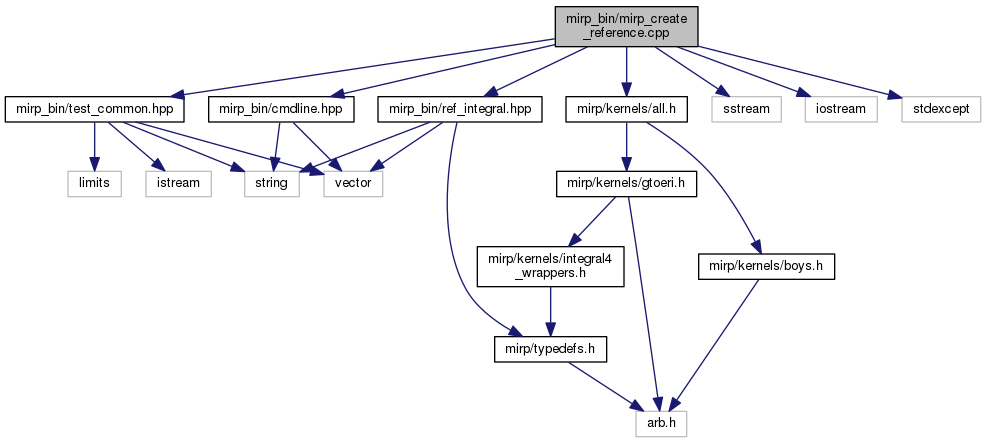 mirp_bin/mirp_create
_reference.cpp
mirp_bin/test_common.hpp
mirp_bin/cmdline.hpp
mirp_bin/ref_integral.hpp
mirp/kernels/all.h
sstream
iostream
stdexcept
limits
istream
string
vector
mirp/kernels/gtoeri.h
mirp/kernels/integral4
_wrappers.h
mirp/kernels/boys.h
mirp/typedefs.h
arb.h